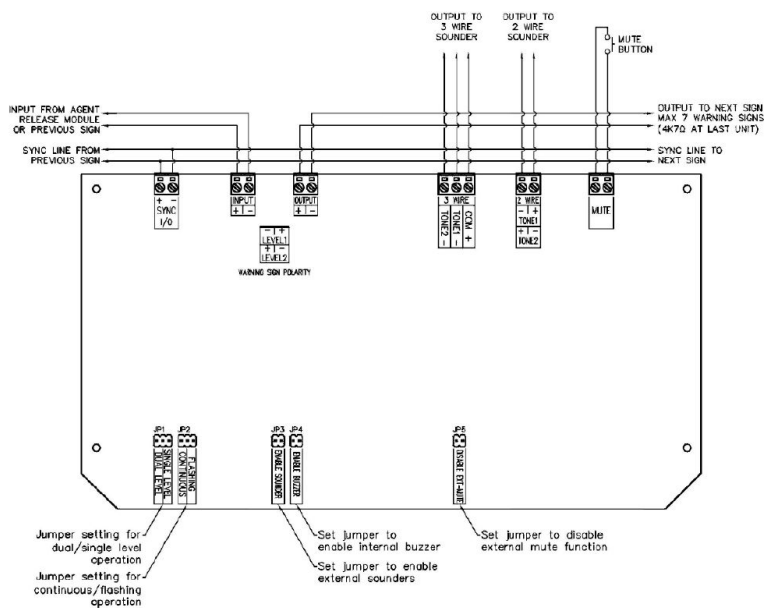 OUTPUT TO
3 WIRE
SOUNDER
OUTPUT TO
2 WIRE
SOUNDER
MUTE
BUTTON
INPUT FROM AGENT
RELEASE MODULE
OR PREVIOUS SIGN
OUTPUT TO NEXT SIGN
MAX 7 WARNING SIGNS
(4K7Ω AT LAST UNIT)
SYNC LINE FROM
PREVIOUS SIGN
SYNC LINE TO
NEXT SIGN
+ -
SYNC
I/O
INPUT
+ -
OUTPUT
+ -
3 WIRE
TONE2 -
TONE1 -
COM +
2 WIRE
- +
TONE1
+ -
TONE2
MUTE
- +
LEVEL1
+ -
LEVEL2
WARNING SIGN POLARITY
JP1
JP2
JP3
JP4
JP5
DUAL LEVEL
SINGLE LEVEL
CONTINUOUS
FLASHING
ENABLE SOUNDER
ENABLE BUZZER
DISABLE EXT-MUTE
Jumper setting for
dual/single level
operation
Jumper setting for
continuous/flashing
operation
Set jumper to
enable internal buzzer
Set jumper to enable
external sounders
Set jumper to disable
external mute function